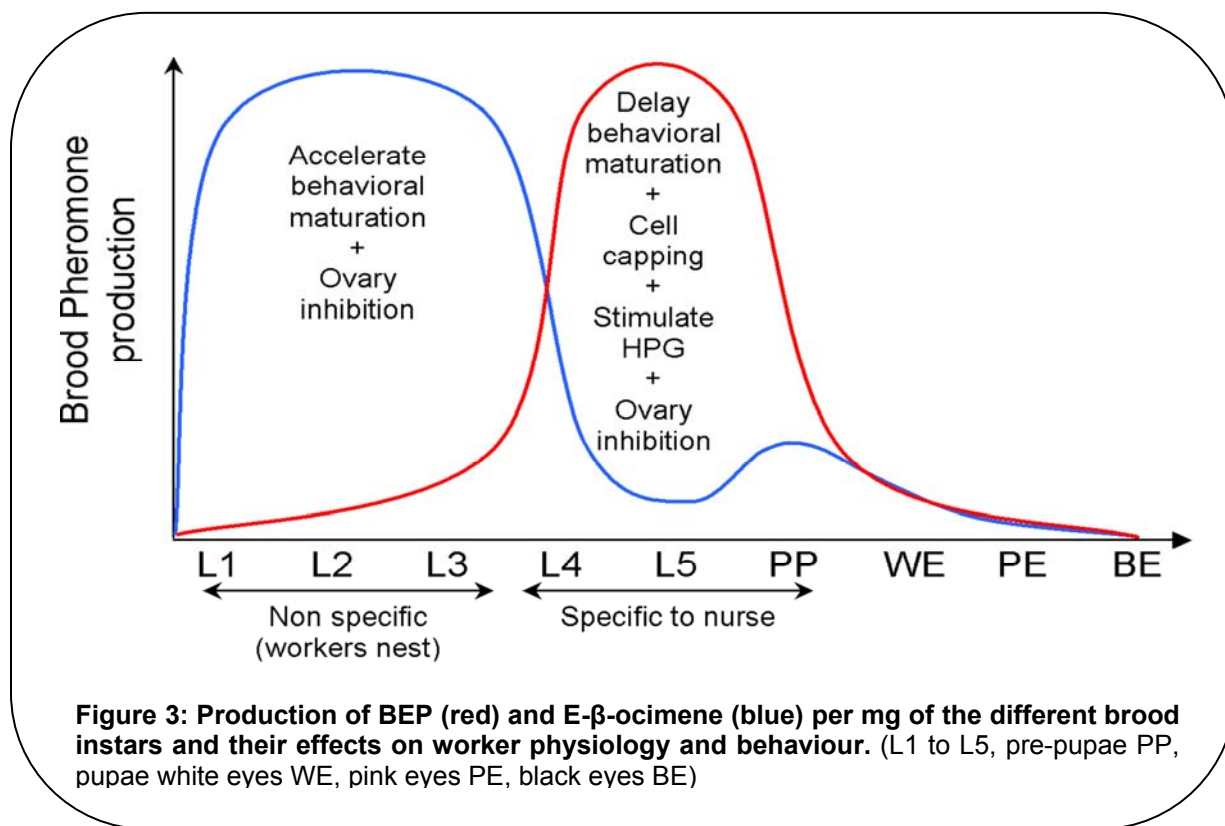 Brood Pheromone
production
Accelerate
behavioral
maturation
+
Ovary
inhibition
Delay
behavioral
maturation
+
Cell
capping
+
Stimulate
HPG
+
Ovary
inhibition
L1 L2 L3 L4 L5 PP WE PE BE
Non specific
(workers nest)
Specific to nurse
Figure 3: Production of BEP (red) and E-β-ocimene (blue) per mg of the different brood
instars and their effects on worker physiology and behaviour. (L1 to L5, pre-pupae PP,
pupae white eyes WE, pink eyes PE, black eyes BE)